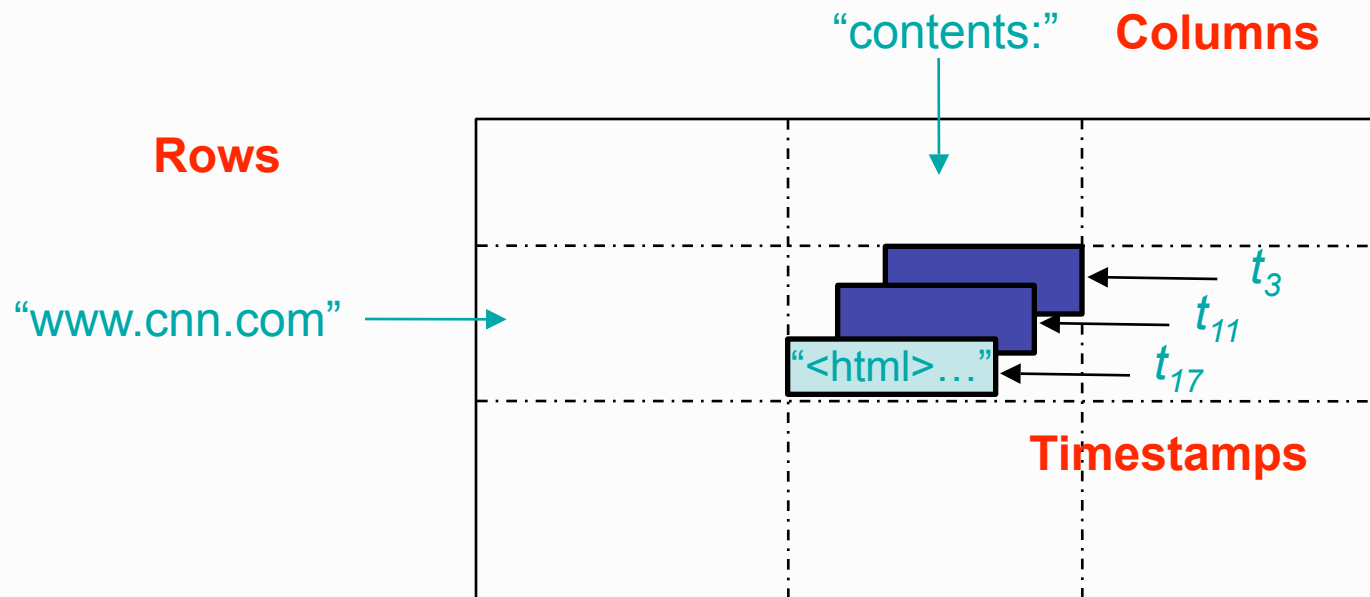 “contents:” Columns
Rows
t₃
“www.cnn.com”
t₁₁
“<html>…”
t₁₇
Timestamps